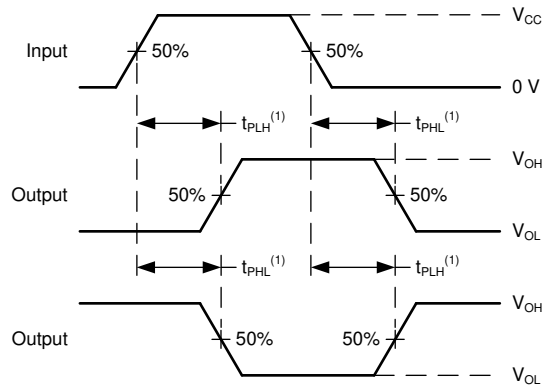 V_CC
Input 50% 50%
0 V
t_PLH^(1) t_PHL^(1)
V_OH
Output 50% 50%
V_OL
t_PHL^(1) t_PLH^(1)
V_OH
Output 50% 50%
V_OL